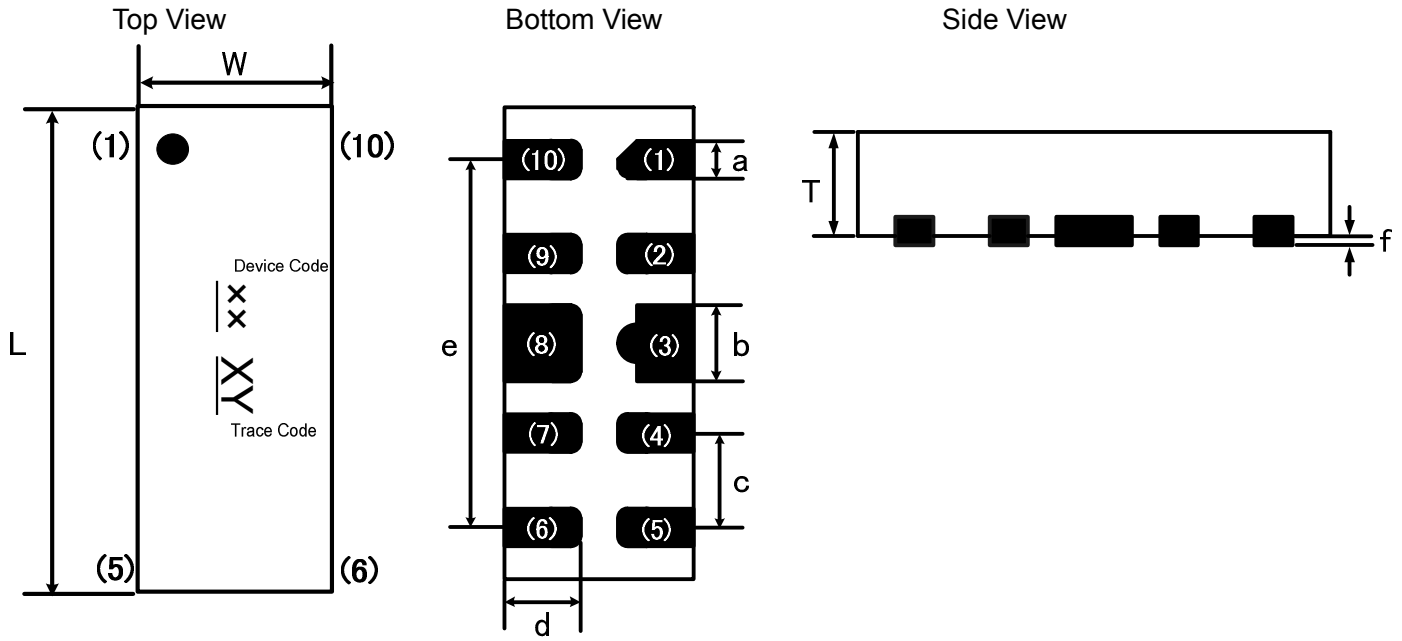 Top View
Bottom View
Side View
W
(1)
(10)
L
Device Code
××
XY
Trace Code
(5)
(6)
(10)
(1)
a
(9)
(2)
e
(8)
(3)
b
(7)
(4)
c
(6)
(5)
d
T
f